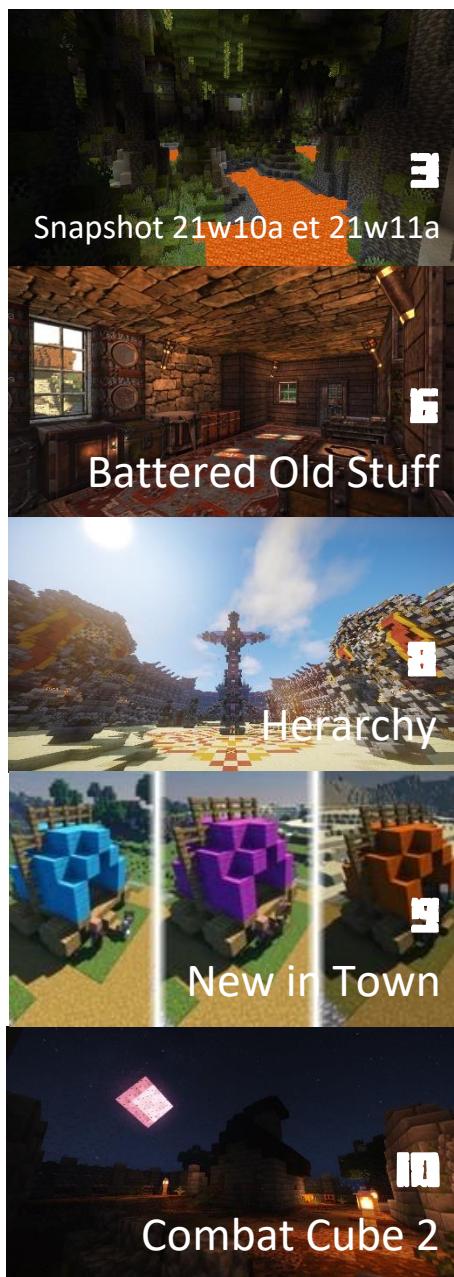 3
Snapshot 21w10a et 21w11a
6
Battered Old Stuff
8
Herarchy
9
New in Town
10
Combat Cube 2